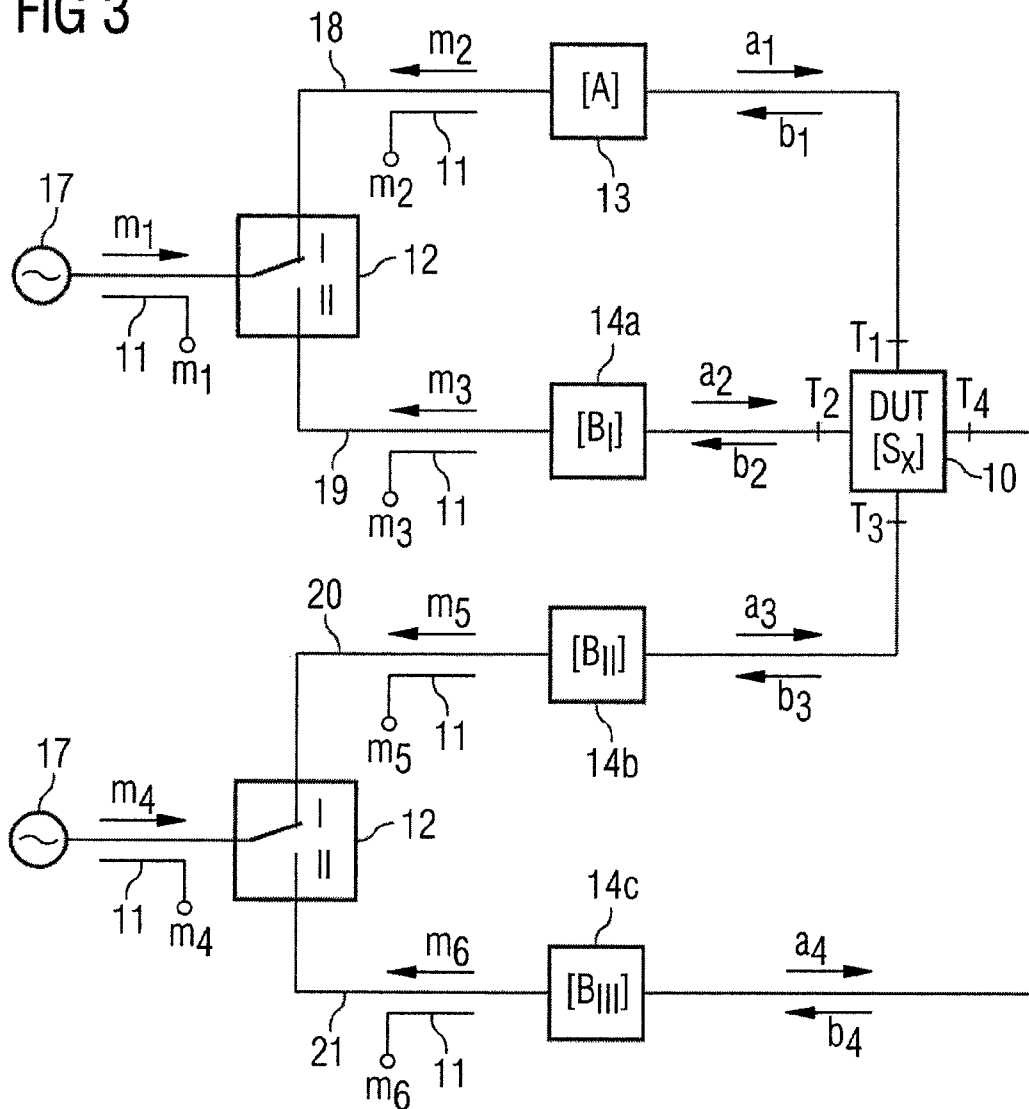 FIG 3
18
m2
[A]
13
a1
b1
11
m2
17
m1
11
m1
I
II
12
14a
m3
[BI]
a2
b2
19
11
m3
T1
T2
DUT
[SX]
T4
10
T3
20
m5
[BII]
14b
a3
b3
11
m5
17
m4
11
m4
I
II
12
14c
m6
[BIII]
a4
b4
21
11
m6